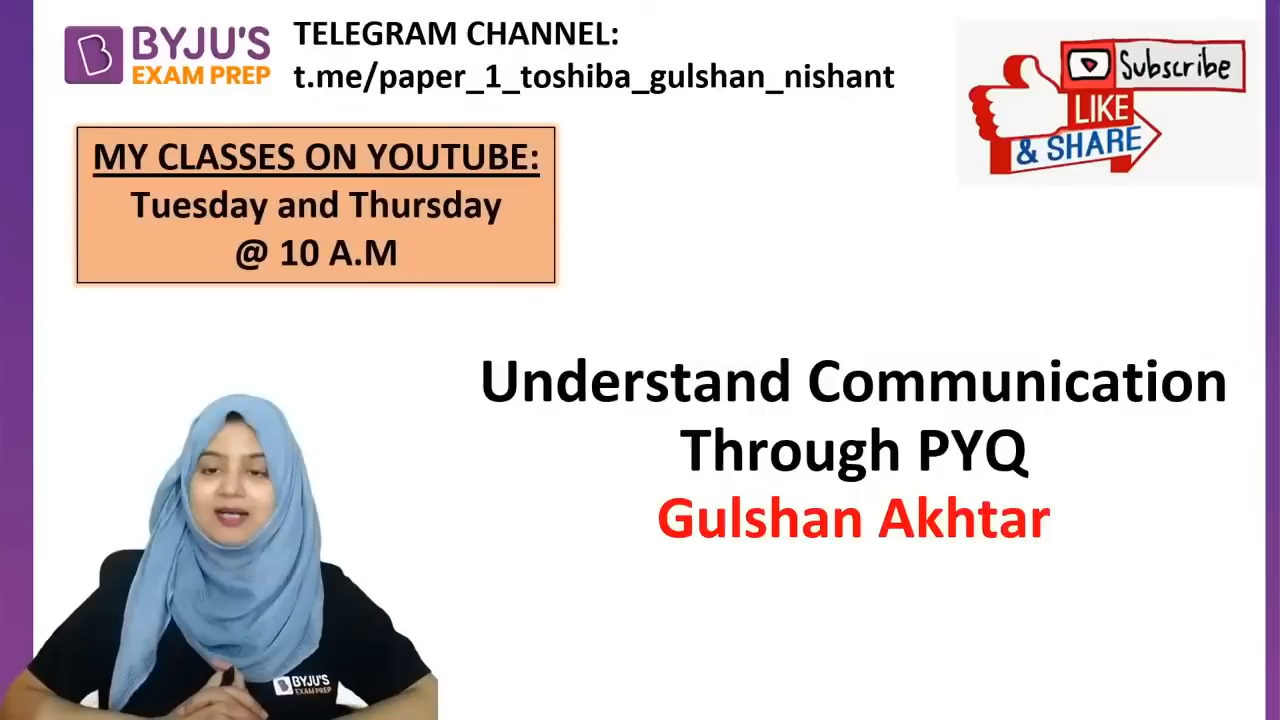 BYJU'S
EXAM PREP
TELEGRAM CHANNEL:
t.me/paper_1_toshiba_gulshan_nishant
Subscribe
LIKE
& SHARE
MY CLASSES ON YOUTUBE:
Tuesday and Thursday
@ 10 A.M
Understand Communication
Through PYQ
Gulshan Akhtar
BYJU'S
EXAM PREP